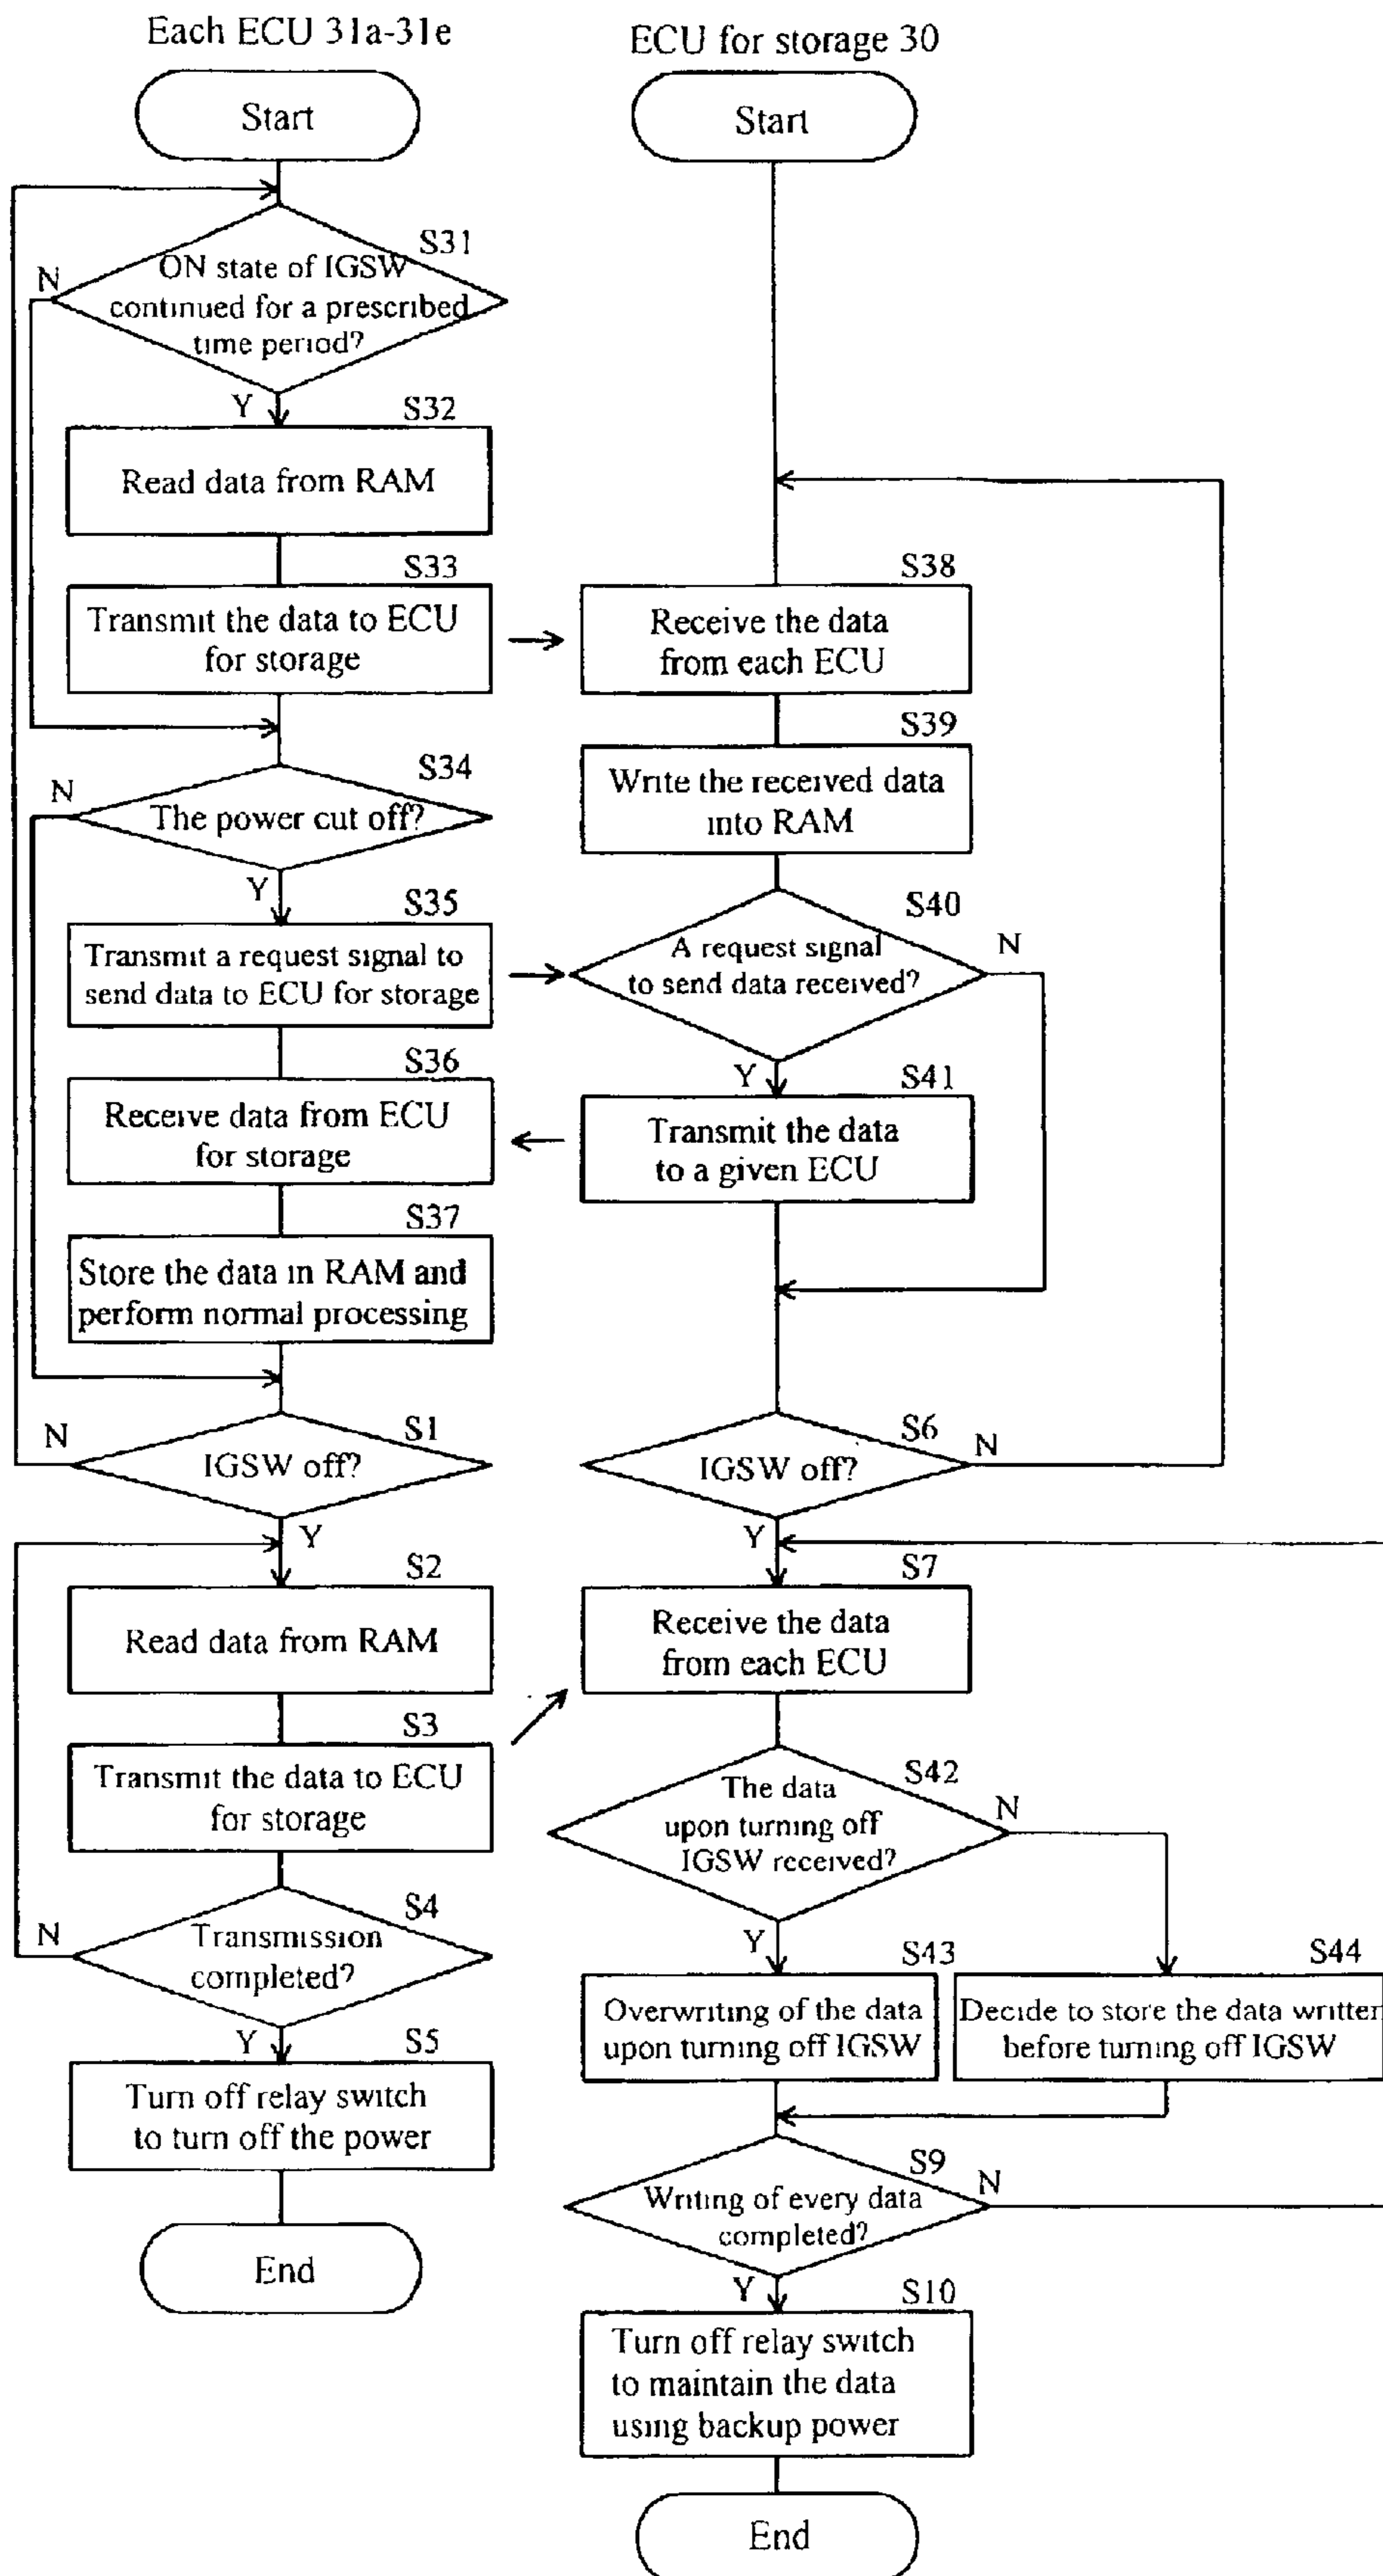 Each ECU 31a-31e
Start
S31
N
ON state of IGSW
continued for a prescribed
time period?
Y
S32
Read data from RAM
S33
Transmit the data to ECU
for storage
S34
N
The power cut off?
Y
S35
Transmit a request signal to
send data to ECU for storage
S36
Receive data from ECU
for storage
S37
Store the data in RAM and
perform normal processing
S1
N
IGSW off?
Y
S2
Read data from RAM
S3
Transmit the data to ECU
for storage
S4
N
Transmission
completed?
Y
S5
Turn off relay switch
to turn off the power
End
ECU for storage 30
Start
S38
Receive the data
from each ECU
S39
Write the received data
into RAM
S40
A request signal
to send data received?
N
Y
S41
Transmit the data
to a given ECU
S6
IGSW off?
N
Y
S7
Receive the data
from each ECU
S42
The data
upon turning off
IGSW received?
N
Y
S43
Overwriting of the data
upon turning off IGSW
S44
Decide to store the data written
before turning off IGSW
S9
Writing of every data
completed?
N
Y
S10
Turn off relay switch
to maintain the data
using backup power
End